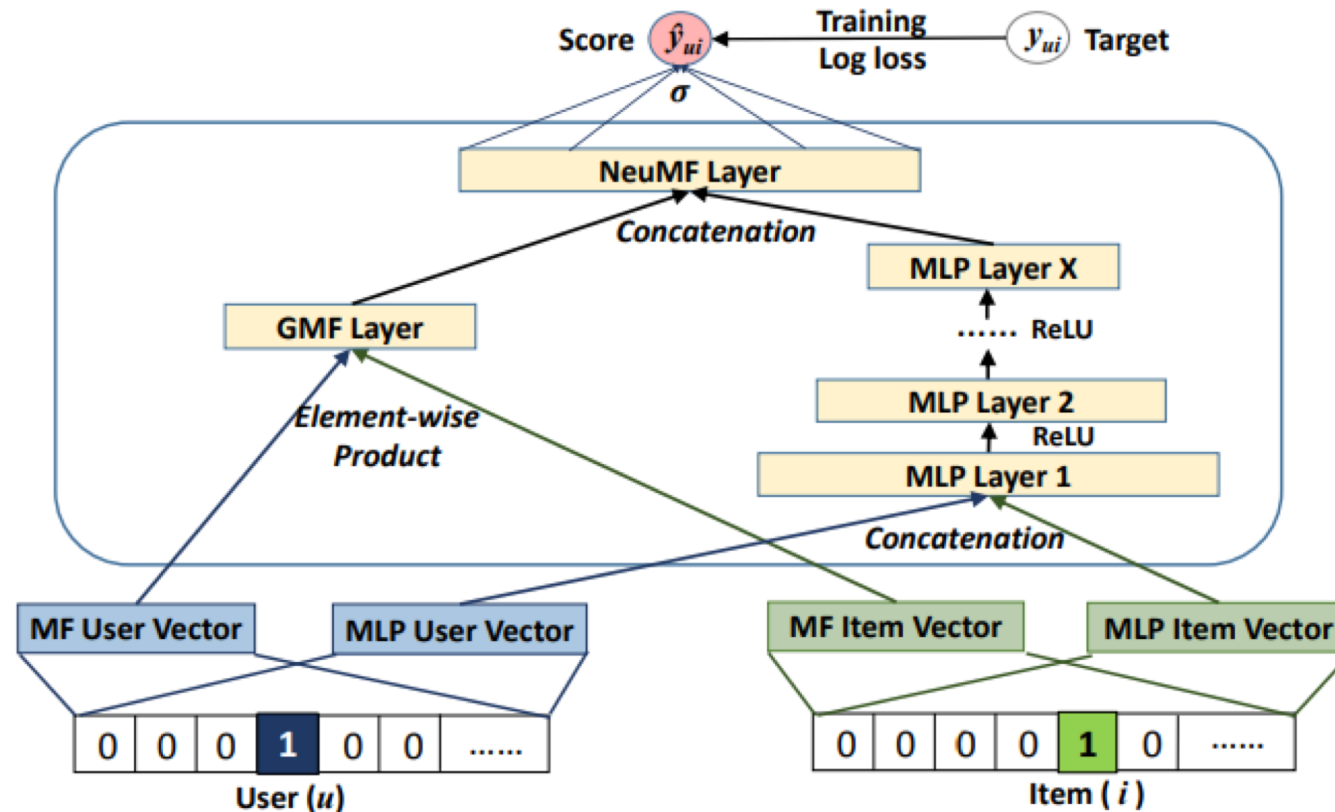 Score ŷui Training yui Target
Log loss
σ
NeuMF Layer
Concatenation
MLP Layer X
GMF Layer
...... ReLU
Element-wise
Product
MLP Layer 2
ReLU
MLP Layer 1
Concatenation
MF User Vector MLP User Vector MF Item Vector MLP Item Vector
0 0 0 1 0 0 ...... 0 0 0 0 1 0 ......
User (u) Item ( i )